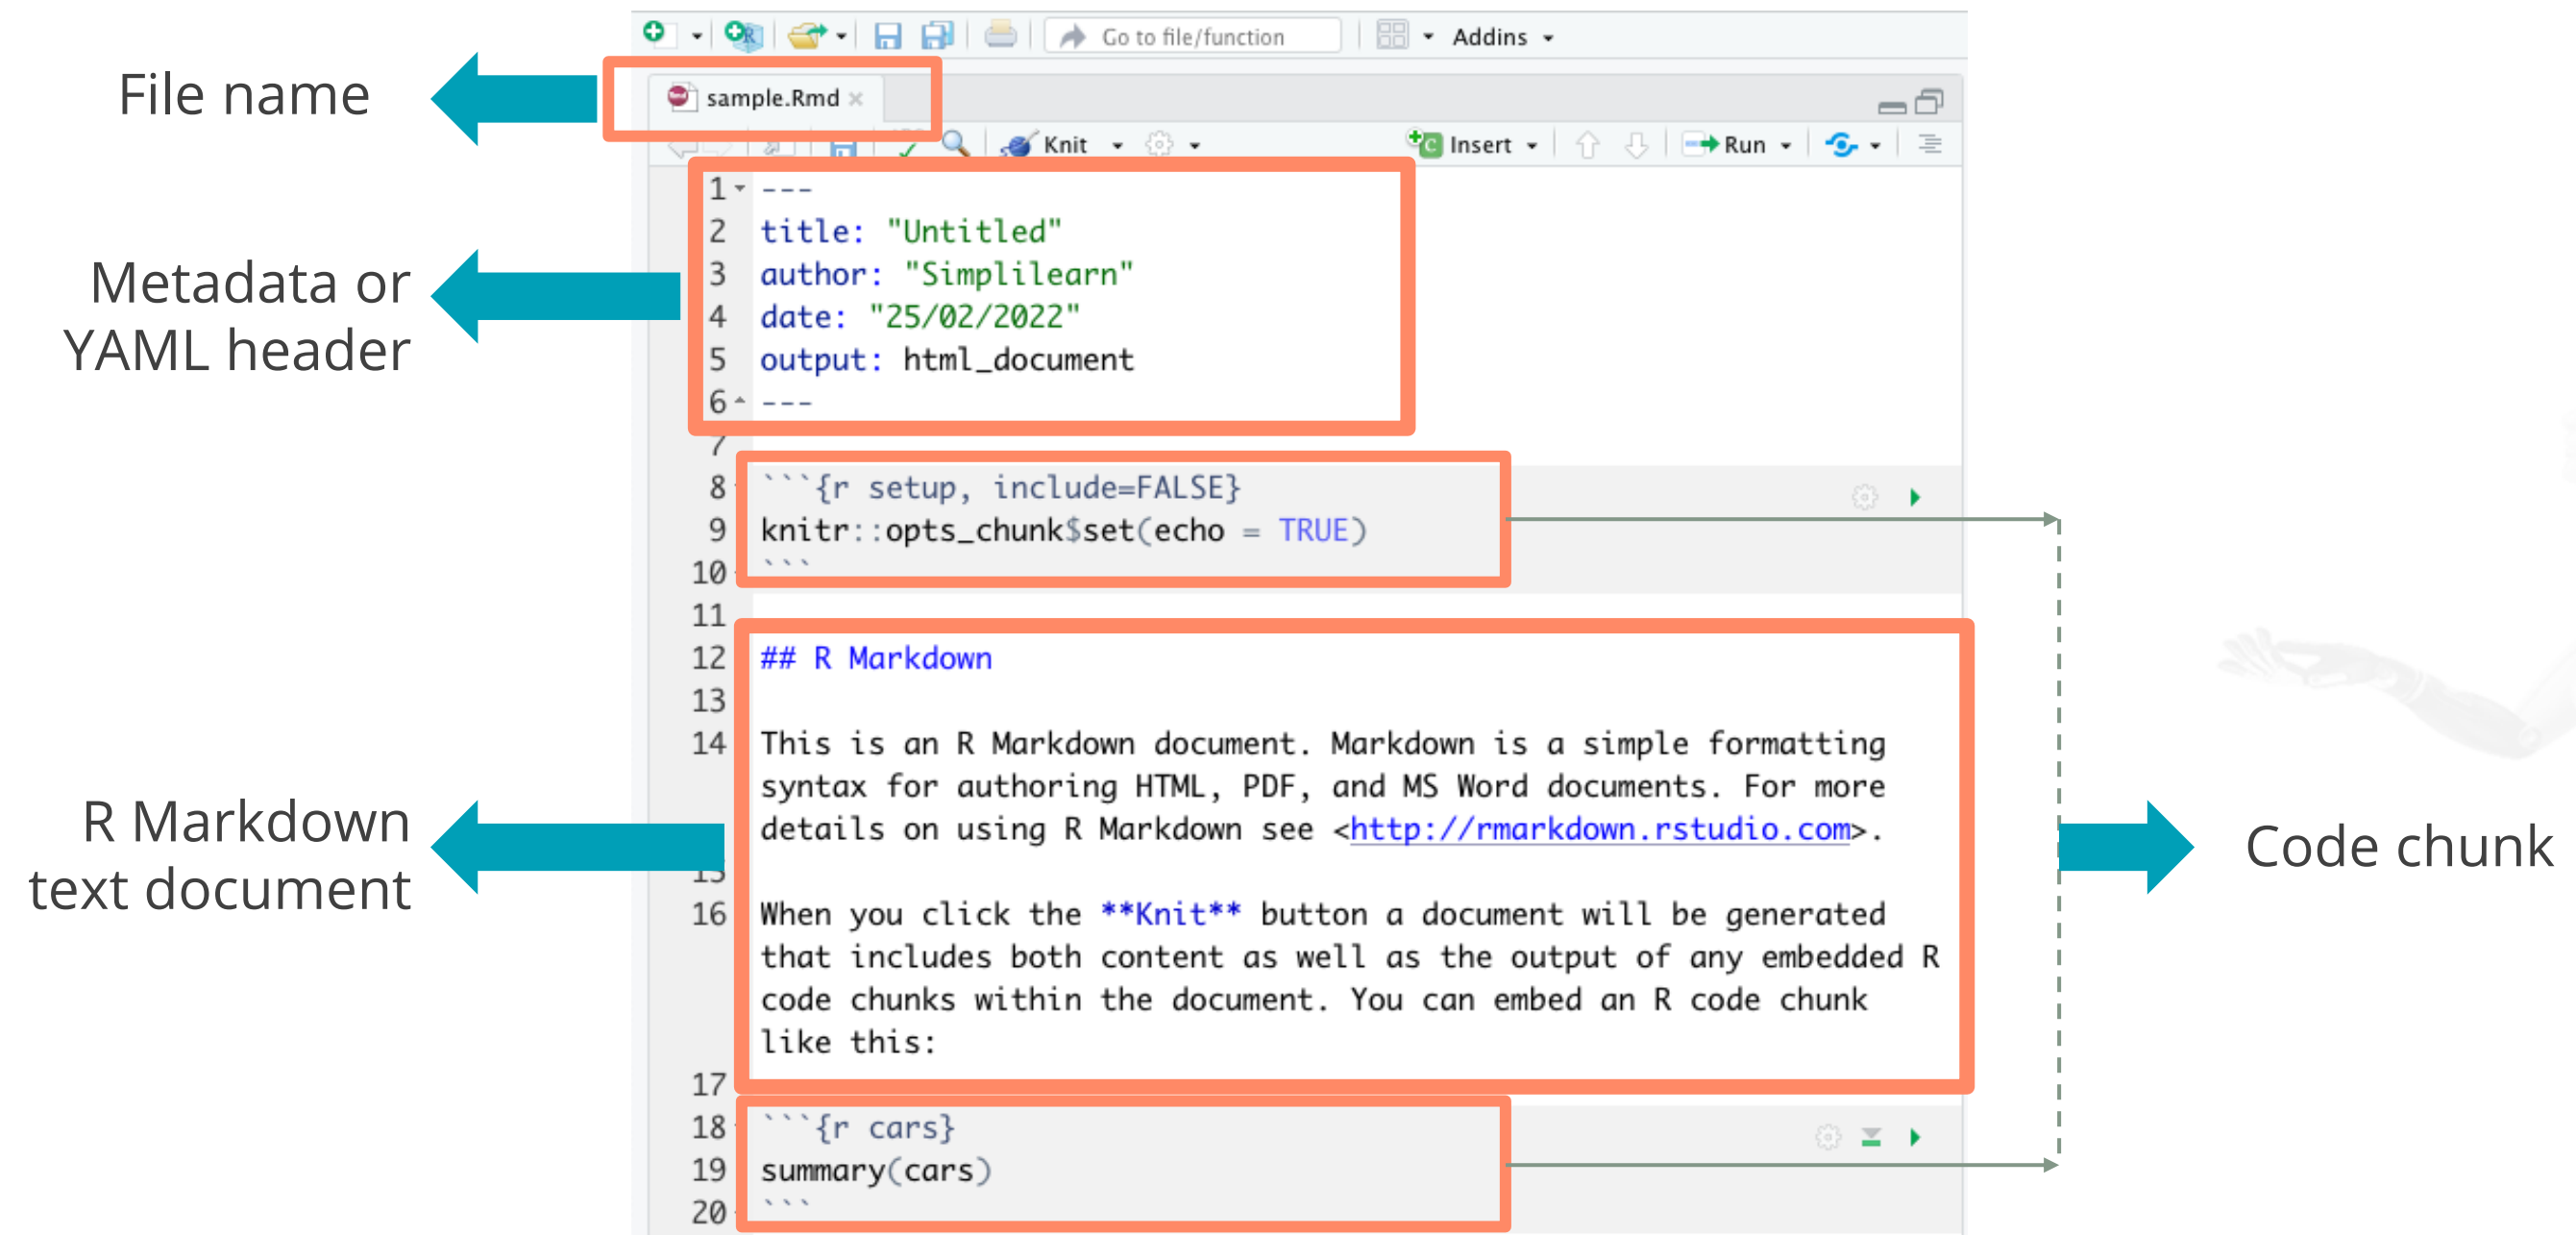 Go to file/function
Addins
File name
sample.Rmd
Knit
Insert
Run
Metadata or
YAML header
1 ---
2 title: "Untitled"
3 author: "Simplilearn"
4 date: "25/02/2022"
5 output: html_document
6 ---
7
8 ```{r setup, include=FALSE}
9 knitr::opts_chunk$set(echo = TRUE)
10 ```
11
12 ## R Markdown
13
14 This is an R Markdown document. Markdown is a simple formatting
syntax for authoring HTML, PDF, and MS Word documents. For more
details on using R Markdown see <http://rmarkdown.rstudio.com>.
15
16 When you click the **Knit** button a document will be generated
that includes both content as well as the output of any embedded R
code chunks within the document. You can embed an R code chunk
like this:
17
18 ```{r cars}
19 summary(cars)
20 ```
R Markdown
text document
Code chunk